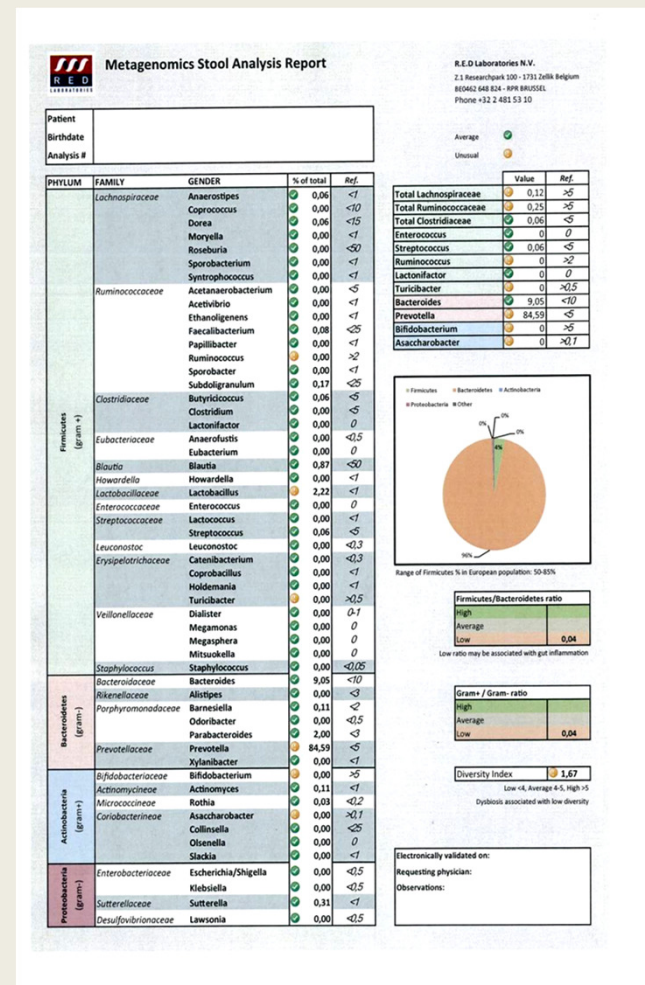 RED
LABORATORIES
Metagenomics Stool Analysis Report
R.E.D Laboratories N.V.
Z.1 Researchpark 100 - 1731 Zellik Belgium
BE0462 648 824 - RPR BRUSSEL
Phone +32 2 481 53 10
Patient
Birthdate
Analysis #
Average
Unusual
PHYLUM FAMILY GENDER % of total Ref.
Firmicutes
(gram +)
Lachnospiraceae Anaerostipes 0,06 <1
Coprococcus 0,00 <10
Dorea 0,06 <15
Moryella 0,00 <1
Roseburia 0,00 <50
Sporobacterium 0,00 <1
Syntrophococcus 0,00 <1
Ruminococcaceae Acetanaerobacterium 0,00 <5
Acetivibrio 0,00 <1
Ethanoligenens 0,00 <1
Faecalibacterium 0,08 <25
Papillibacter 0,00 <1
Ruminococcus 0,00 >2
Sporobacter 0,00 <1
Subdoligranulum 0,17 <25
Clostridiaceae Butyricicoccus 0,06 <5
Clostridium 0,00 <5
Lactonifactor 0,00 0
Eubacteriaceae Anaerofustis 0,00 <0,5
Eubacterium 0,00 0
Blautia Blautia 0,87 <50
Howardella Howardella 0,00 <1
Lactobacillaceae Lactobacillus 2,22 <1
Enterococcaceae Enterococcus 0,00 0
Streptococcaceae Lactococcus 0,00 <1
Streptococcus 0,06 <5
Leuconostoc Leuconostoc 0,00 <0,3
Erysipelotrichaceae Catenibacterium 0,00 <0,3
Coprobacillus 0,00 <1
Holdemania 0,00 <1
Turicibacter 0,00 >0,5
Veillonellaceae Dialister 0,00 0-1
Megamonas 0,00 0
Megasphera 0,00 0
Mitsuokella 0,00 0
Staphylococcus Staphylococcus 0,00 <0,05
Bacteroidetes
(gram-)
Bacteroidaceae Bacteroides 9,05 <10
Rikenellaceae Alistipes 0,00 <3
Porphyromonadaceae Barnesiella 0,11 <2
Odoribacter 0,00 <0,5
Parabacteroides 2,00 <3
Prevotellaceae Prevotella 84,59 <5
Xylanibacter 0,00 <1
Actinobacteria
(gram+)
Bifidobacteriaceae Bifidobacterium 0,00 >5
Actinomycineae Actinomyces 0,11 <1
Micrococcineae Rothia 0,03 <0,2
Coriobacterineae Asaccharobacter 0,00 >0,1
Collinsella 0,00 <25
Olsenella 0,00 0
Slackia 0,00 <1
Proteobacteria
(gram-)
Enterobacteriaceae Escherichia/Shigella 0,00 <0,5
Klebsiella 0,00 <0,5
Sutterellaceae Sutterella 0,31 <1
Desulfovibrionaceae Lawsonia 0,00 <0,5
Value Ref.
Total Lachnospiraceae 0,12 >5
Total Ruminococcaceae 0,25 >5
Total Clostridiaceae 0,06 <5
Enterococcus 0 0
Streptococcus 0,06 <5
Ruminococcus 0 >2
Lactonifactor 0 0
Turicibacter 0 >0,5
Bacteroides 9,05 <10
Prevotella 84,59 <5
Bifidobacterium 0 >5
Asaccharobacter 0 >0,1
Firmicutes Bacteroidetes Actinobacteria
Proteobacteria Other
0%
0%
0%
4%
96%
Range of Firmicutes % in European population: 50-85%
Firmicutes/Bacteroidetes ratio
High
Average
Low 0,04
Low ratio may be associated with gut inflammation
Gram+ / Gram- ratio
High
Average
Low 0,04
Diversity Index 1,67
Low <4, Average 4-5, High >5
Dysbiosis associated with low diversity
Electronically validated on:
Requesting physician:
Observations: